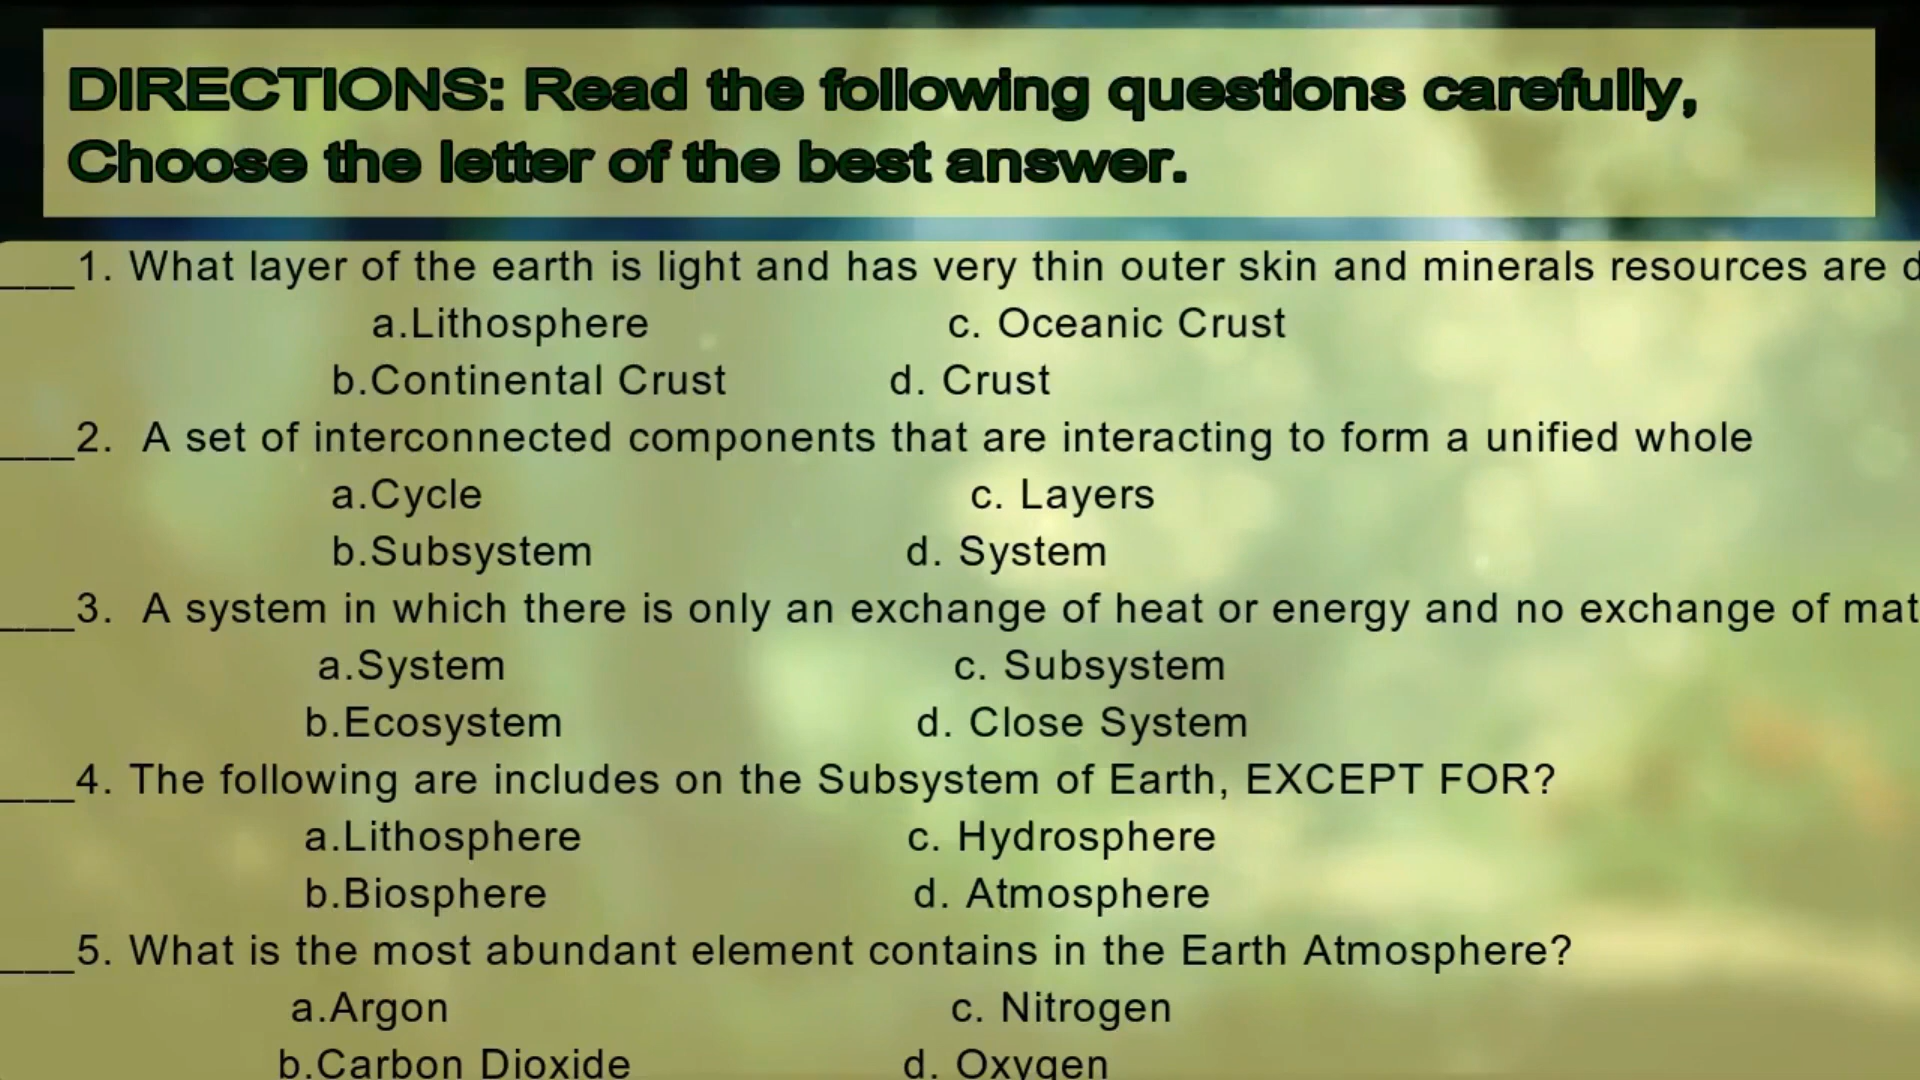 DIRECTIONS: Read the following questions carefully,
Choose the letter of the best answer.
___1. What layer of the earth is light and has very thin outer skin and minerals resources are
a.Lithosphere c. Oceanic Crust
b.Continental Crust d. Crust
___2. A set of interconnected components that are interacting to form a unified whole
a.Cycle c. Layers
b.Subsystem d. System
___3. A system in which there is only an exchange of heat or energy and no exchange of mat
a.System c. Subsystem
b.Ecosystem d. Close System
___4. The following are includes on the Subsystem of Earth, EXCEPT FOR?
a.Lithosphere c. Hydrosphere
b.Biosphere d. Atmosphere
___5. What is the most abundant element contains in the Earth Atmosphere?
a.Argon c. Nitrogen
b.Carbon Dioxide d. Oxygen